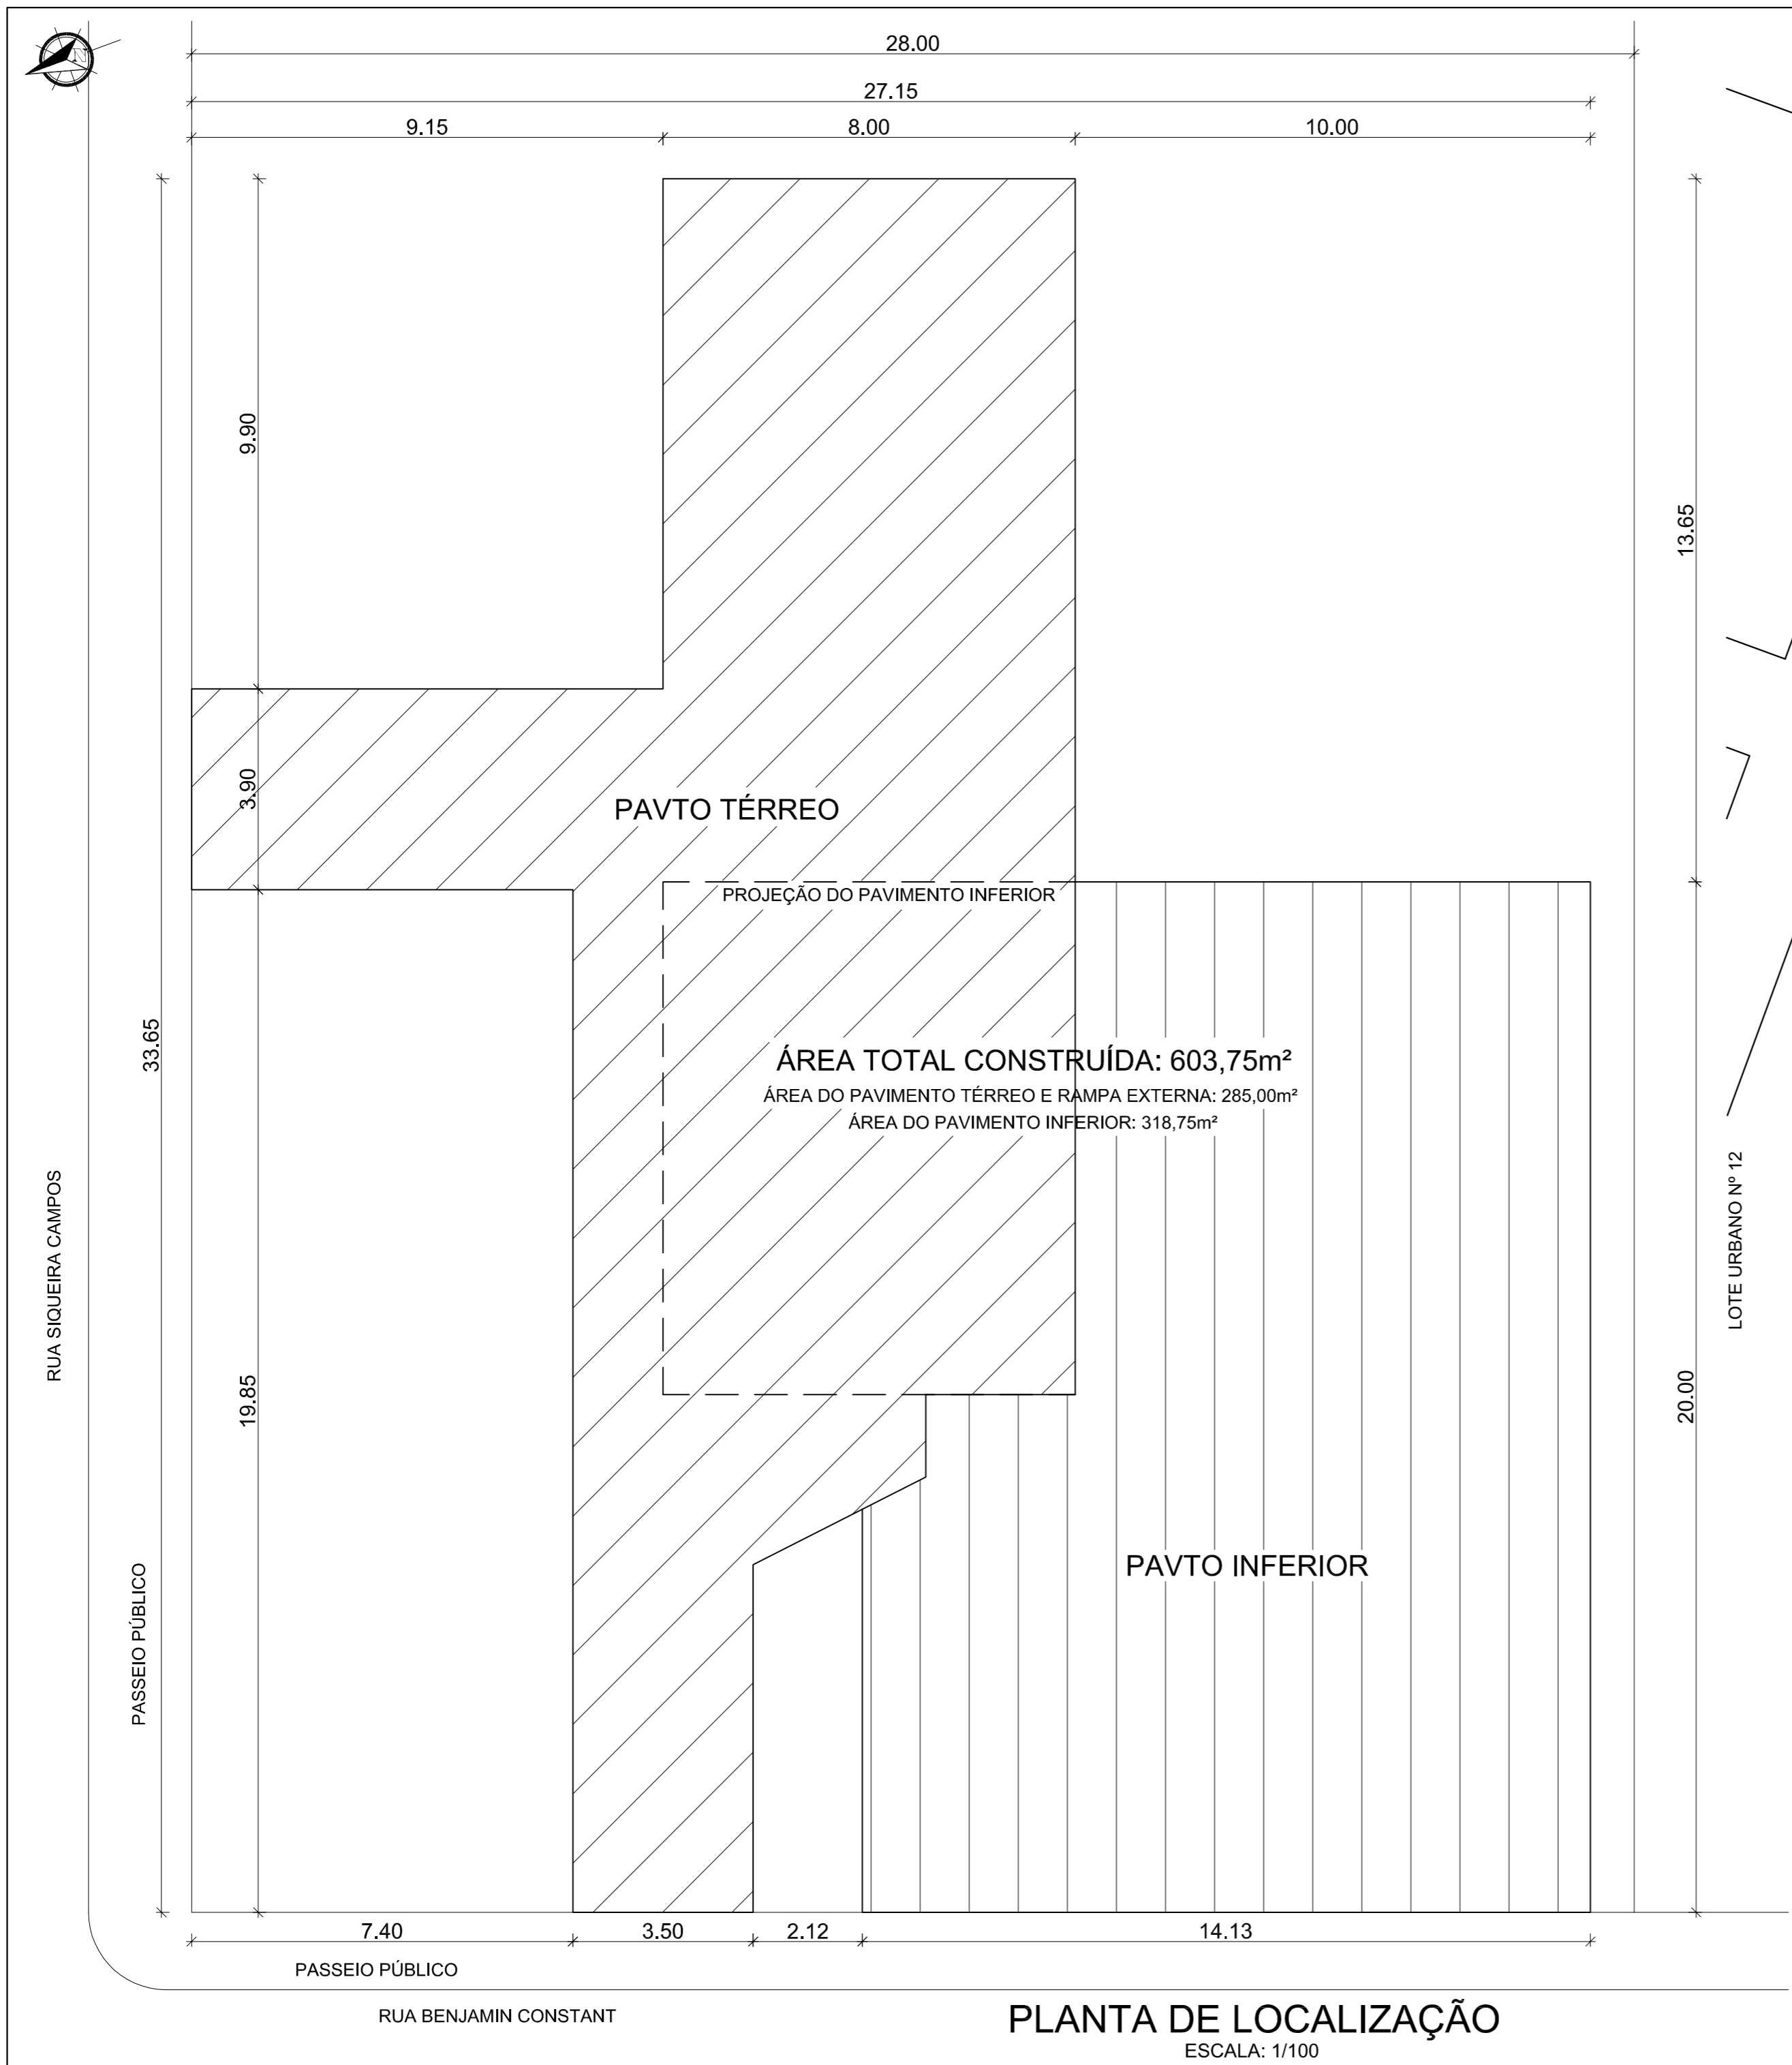 N
28.00
27.15
9.15
8.00
10.00
9.90
13.65
3.90
PAVTO TÉRREO
PROJEÇÃO DO PAVIMENTO INFERIOR
33.65
ÁREA TOTAL CONSTRUÍDA: 603,75m²
ÁREA DO PAVIMENTO TÉRREO E RAMPA EXTERNA: 285,00m²
ÁREA DO PAVIMENTO INFERIOR: 318,75m²
RUA SIQUEIRA CAMPOS
LOTE URBANO Nº 12
19.85
20.00
PAVTO INFERIOR
PASSEIO PÚBLICO
7.40
3.50
2.12
14.13
PASSEIO PÚBLICO
RUA BENJAMIN CONSTANT
PLANTA DE LOCALIZAÇÃO
ESCALA: 1/100